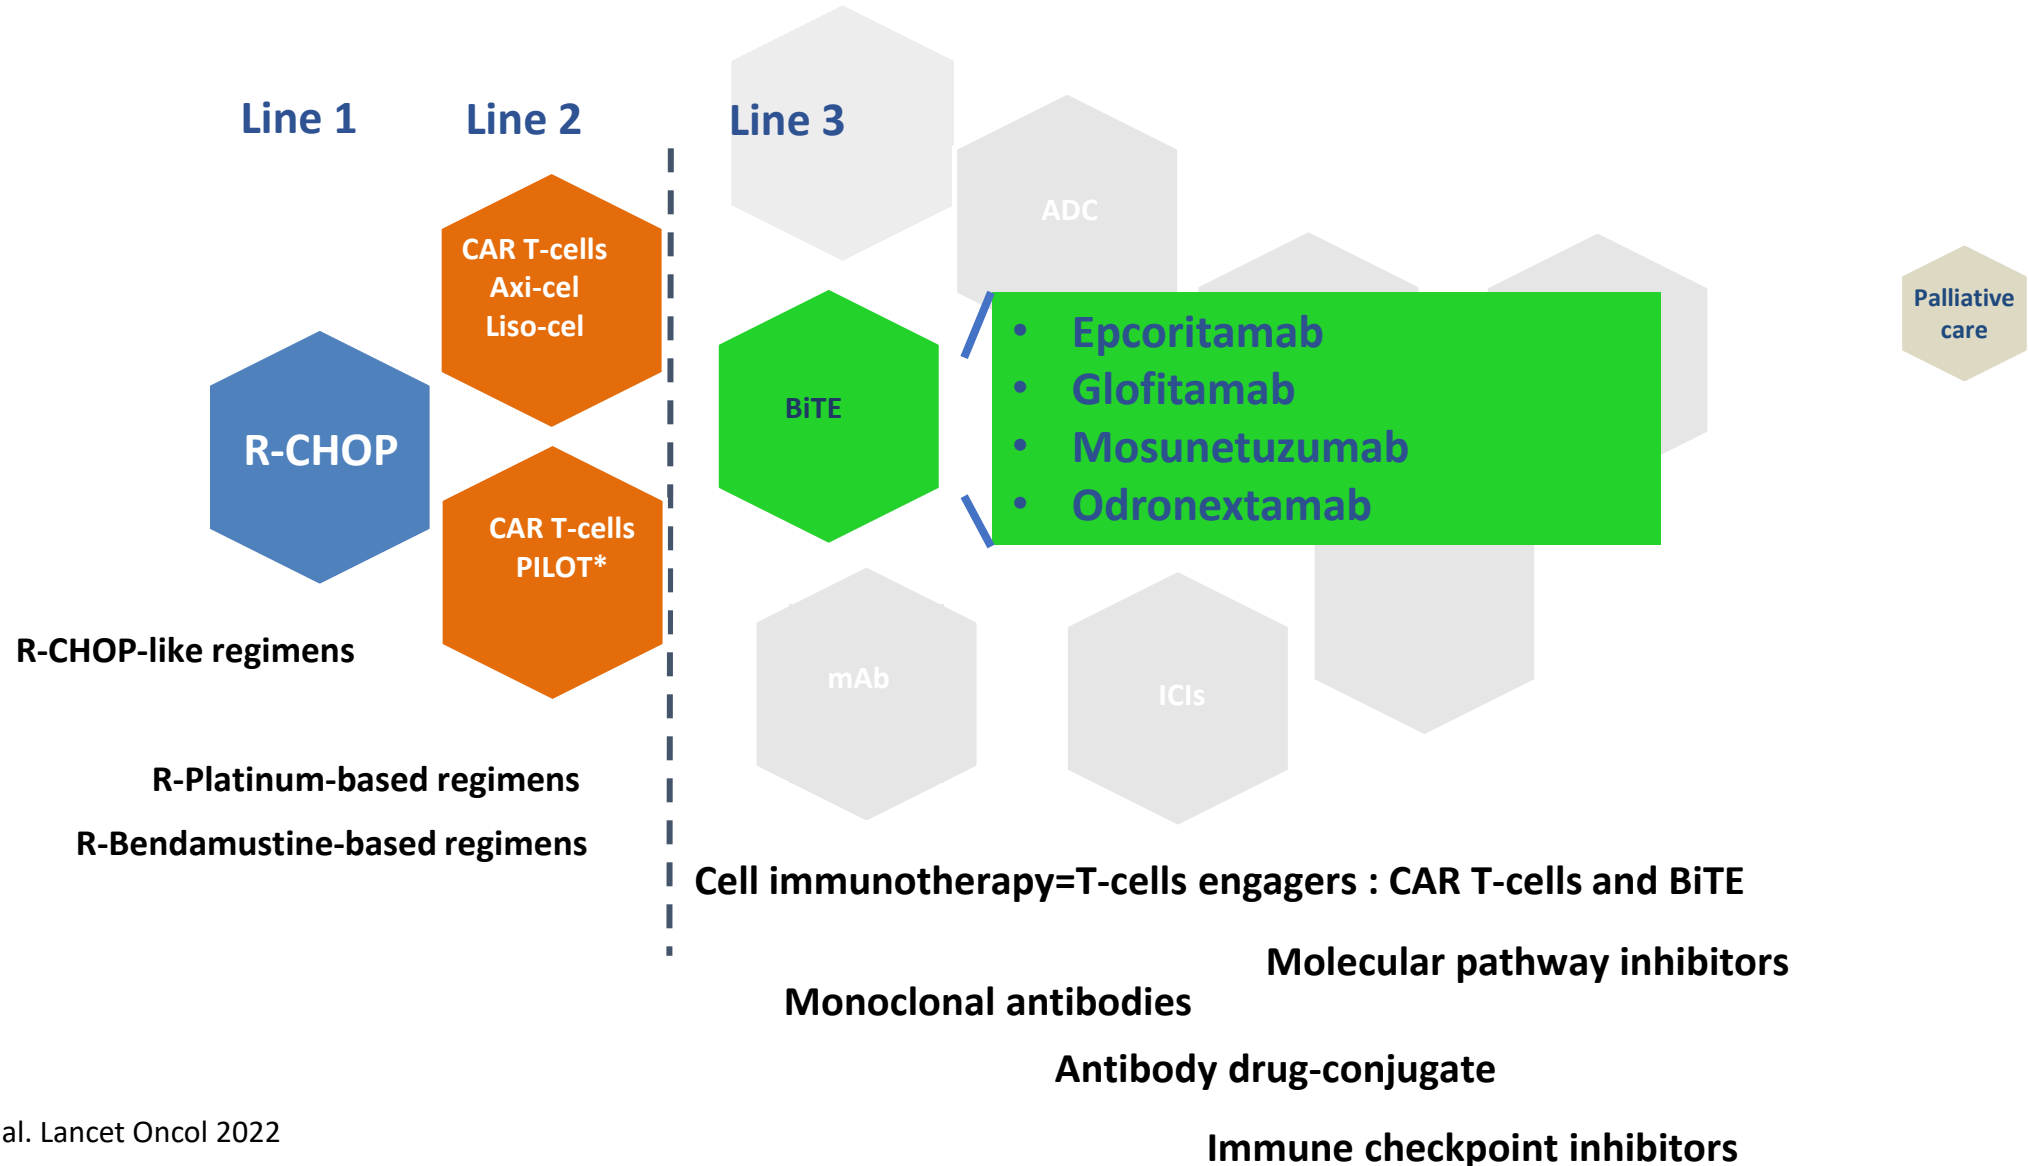 Line 1
Line 2
Line 3
ADC
CAR T-cells
Axi-cel
Liso-cel
Palliative
care
• Epcoritamab
• Glofitamab
• Mosunetuzumab
• Odronextamab
BiTE
R-CHOP
CAR T-cells
PILOT*
R-CHOP-like regimens
mAb
ICIs
R-Platinum-based regimens
R-Bendamustine-based regimens
Cell immunotherapy=T-cells engagers : CAR T-cells and BiTE
Molecular pathway inhibitors
Monoclonal antibodies
Antibody drug-conjugate
al. Lancet Oncol 2022
Immune checkpoint inhibitors